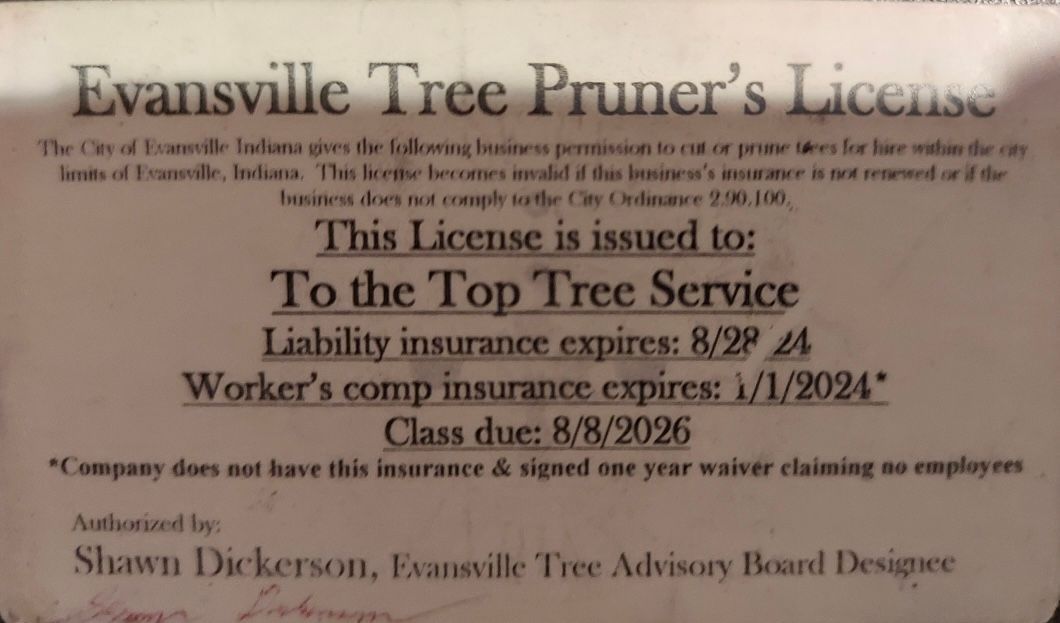 Evansville Tree Pruner's License
The City of Evansville Indiana gives the following business permission to cut or prune trees for hire within the city
limits of Evansville, Indiana. This license becomes invalid if this business's insurance is not renewed or if the
business does not comply to the City Ordinance 2.90.100.
This License is issued to:
To the Top Tree Service
Liability insurance expires: 8/28 24
Worker's comp insurance expires: 1/1/2024*
Class due: 8/8/2026
*Company does not have this insurance & signed one year waiver claiming no employees
Authorized by:
Shawn Dickerson, Evansville Tree Advisory Board Designee